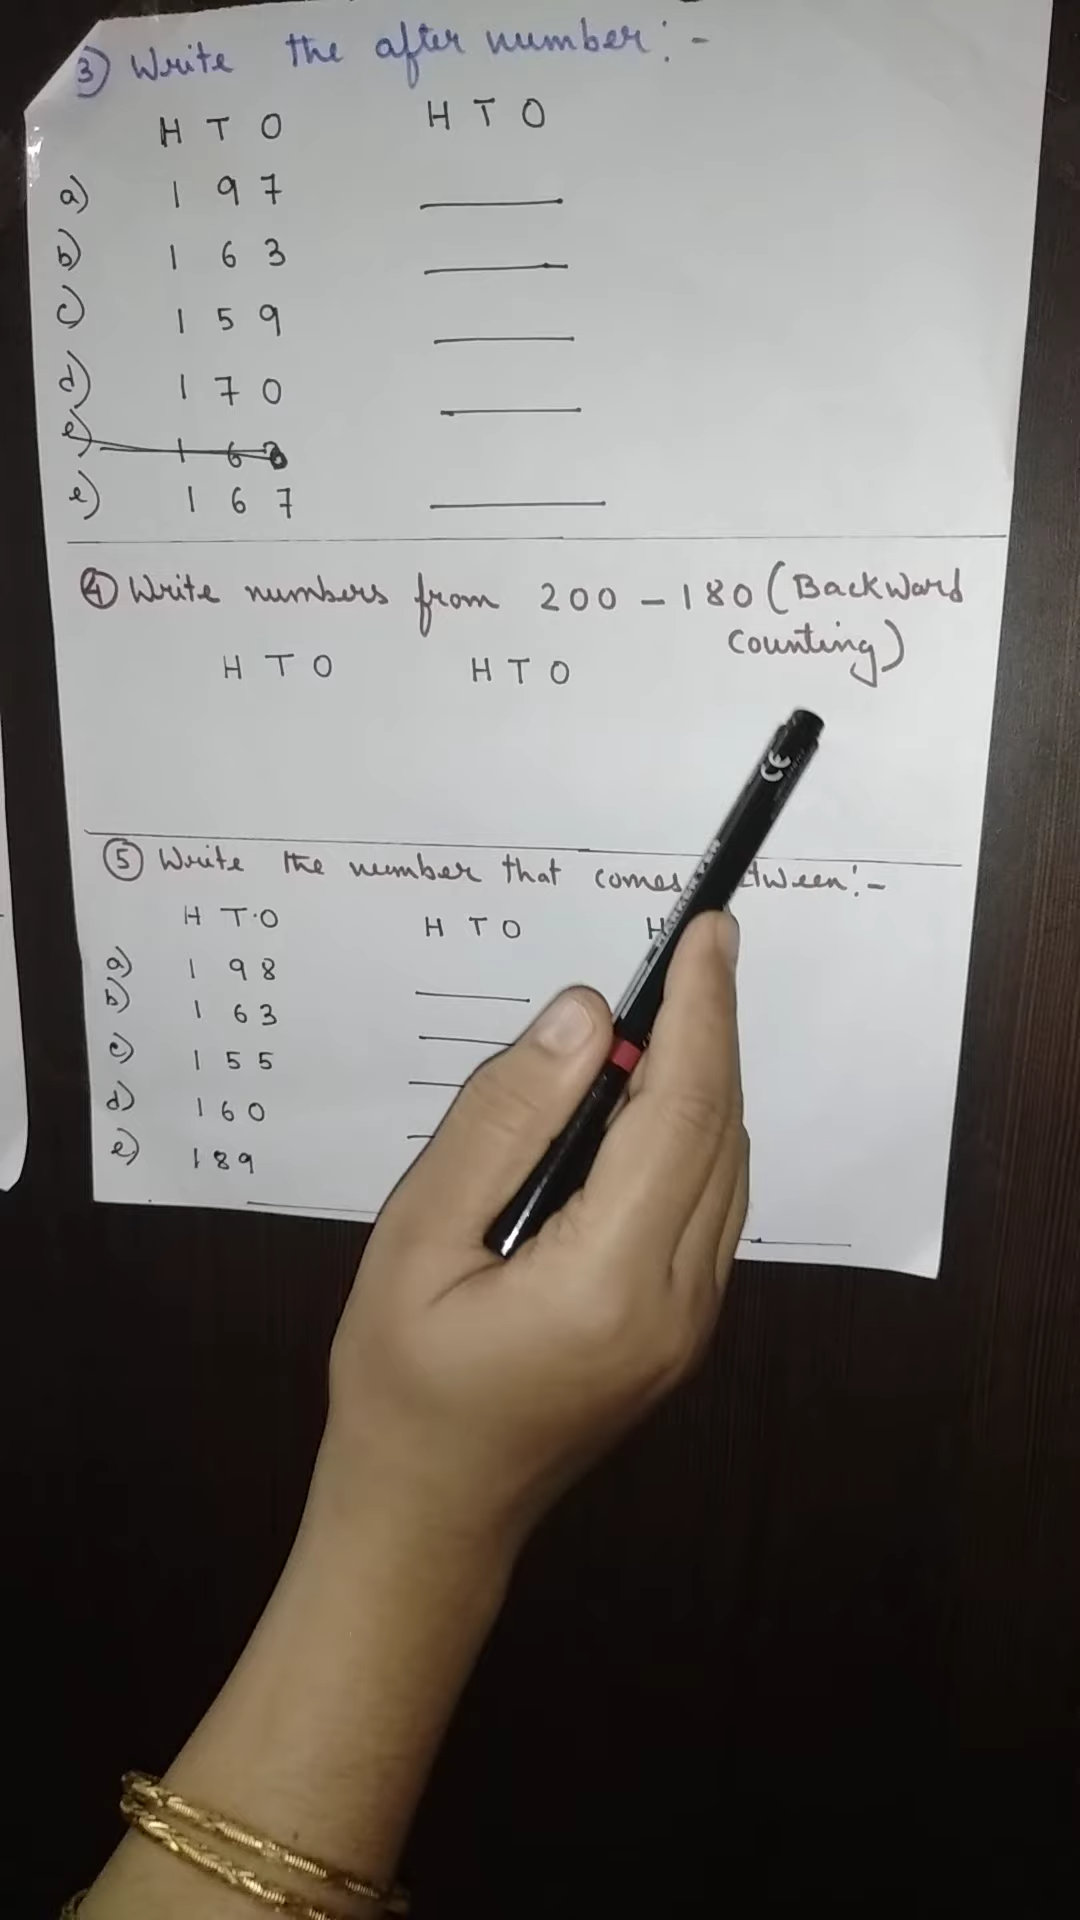 3) Write the after number:-
H T O H T O
a) 1 9 7
b) 1 6 3
c) 1 5 9
d) 1 7 0
e)
e) 1 6 7
4) Write numbers from 200 - 180 (Backward
counting)
H T O H T O
5) Write the number that comes :-
H T.O H T O H
a) 1 9 8
b) 1 6 3
c) 1 5 5
d) 1 6 0
e) 1 8 9
CE